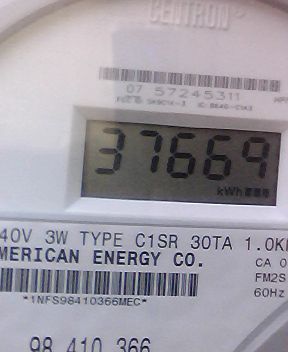 CENTRON
07 57245311
37669
kWh
40V 3W TYPE C1SR 30TA 1.0K
MERICAN ENERGY CO.
CA 0
FM2S
60Hz
*1NFS98410366MEC*
98 410 366